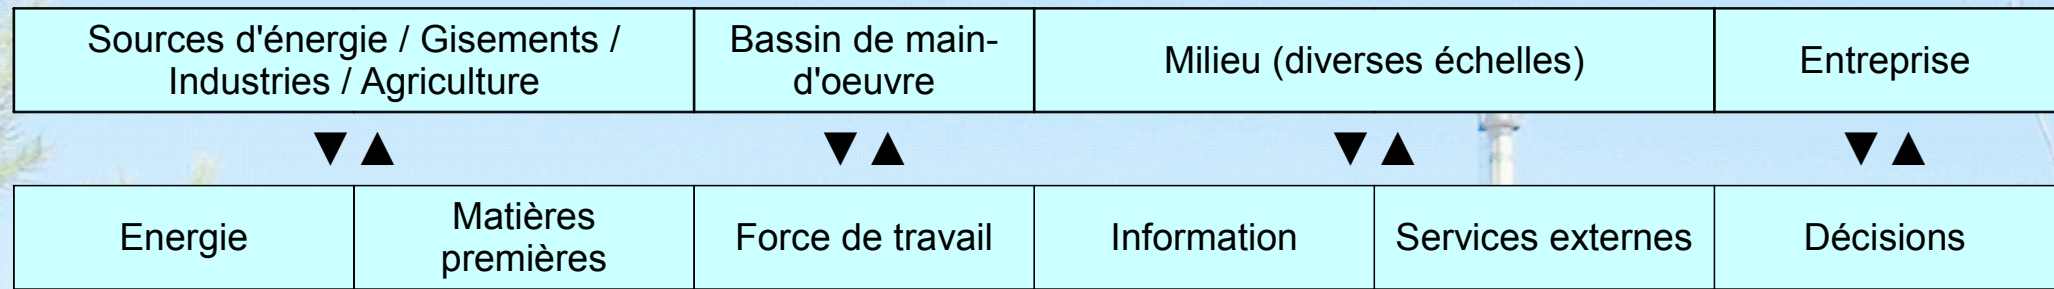 Sources d'énergie / Gisements /
Industries / Agriculture
Bassin de main-
d'oeuvre
Milieu (diverses échelles)
Entreprise
▼▲ ▼▲ ▼▲ ▼▲
Energie
Matières
premières
Force de travail
Information
Services externes
Décisions